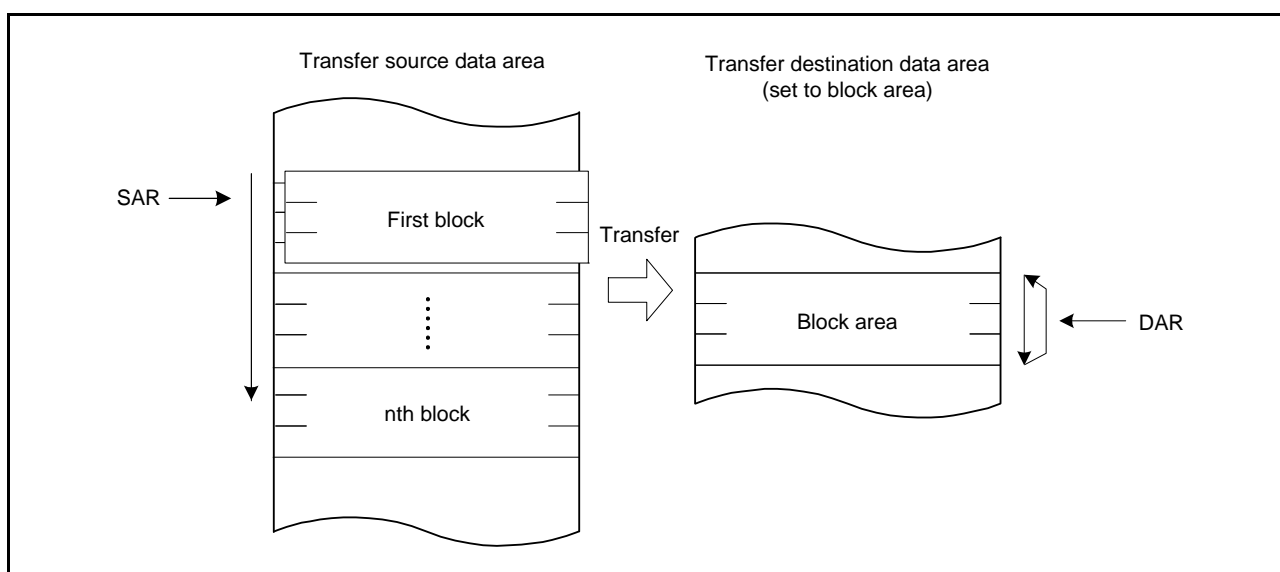 Transfer source data area
Transfer destination data area
(set to block area)
SAR
First block
Transfer
Block area
DAR
nth block